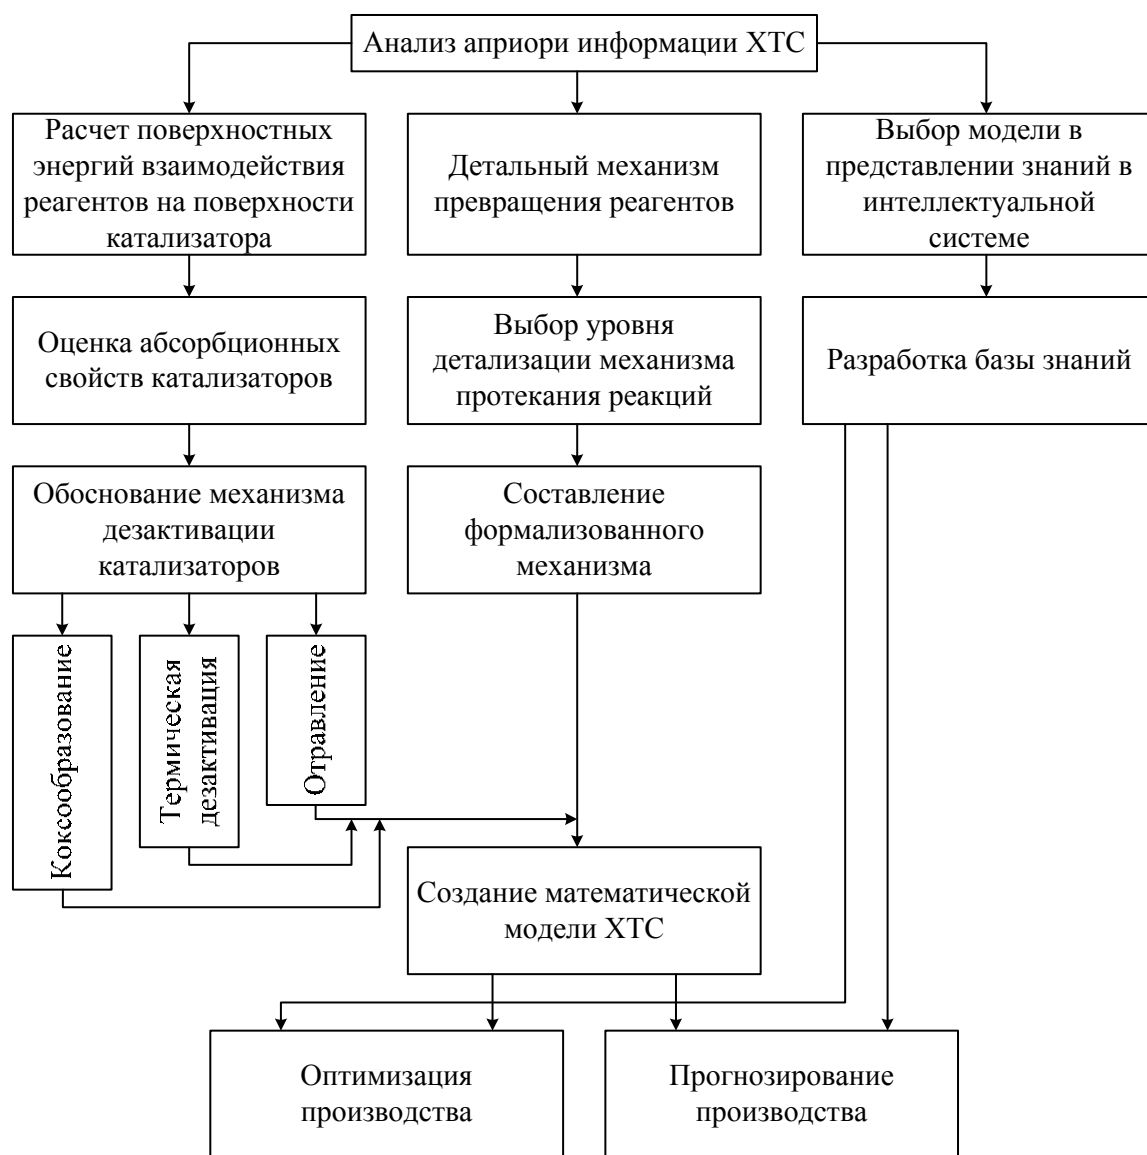 Анализ априори информации ХТС
Расчет поверхностных
энергий взаимодействия
реагентов на поверхности
катализатора
Детальный механизм
превращения реагентов
Выбор модели в
представлении знаний в
интеллектуальной
системе
Оценка абсорбционных
свойств катализаторов
Выбор уровня
детализации механизма
протекания реакций
Разработка базы знаний
Обоснование механизма
дезактивации
катализаторов
Составление
формализованного
механизма
Коксообразование
Термическая
дезактивация
Отравление
Создание математической
модели ХТС
Оптимизация
производства
Прогнозирование
производства